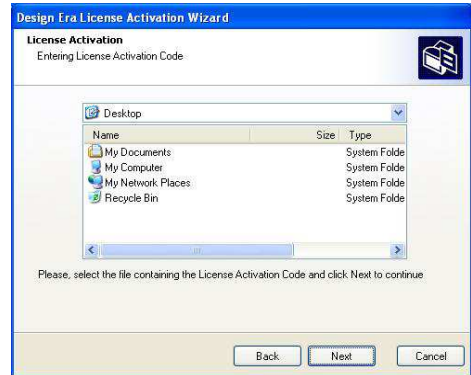 Design Era License Activation Wizard
License Activation
Entering License Activation Code
Desktop
Name Size Type
My Documents System Folde
My Computer System Folde
My Network Places System Folde
Recycle Bin System Folde
Please, select the file containing the License Activation Code and click Next to continue
Back Next Cancel